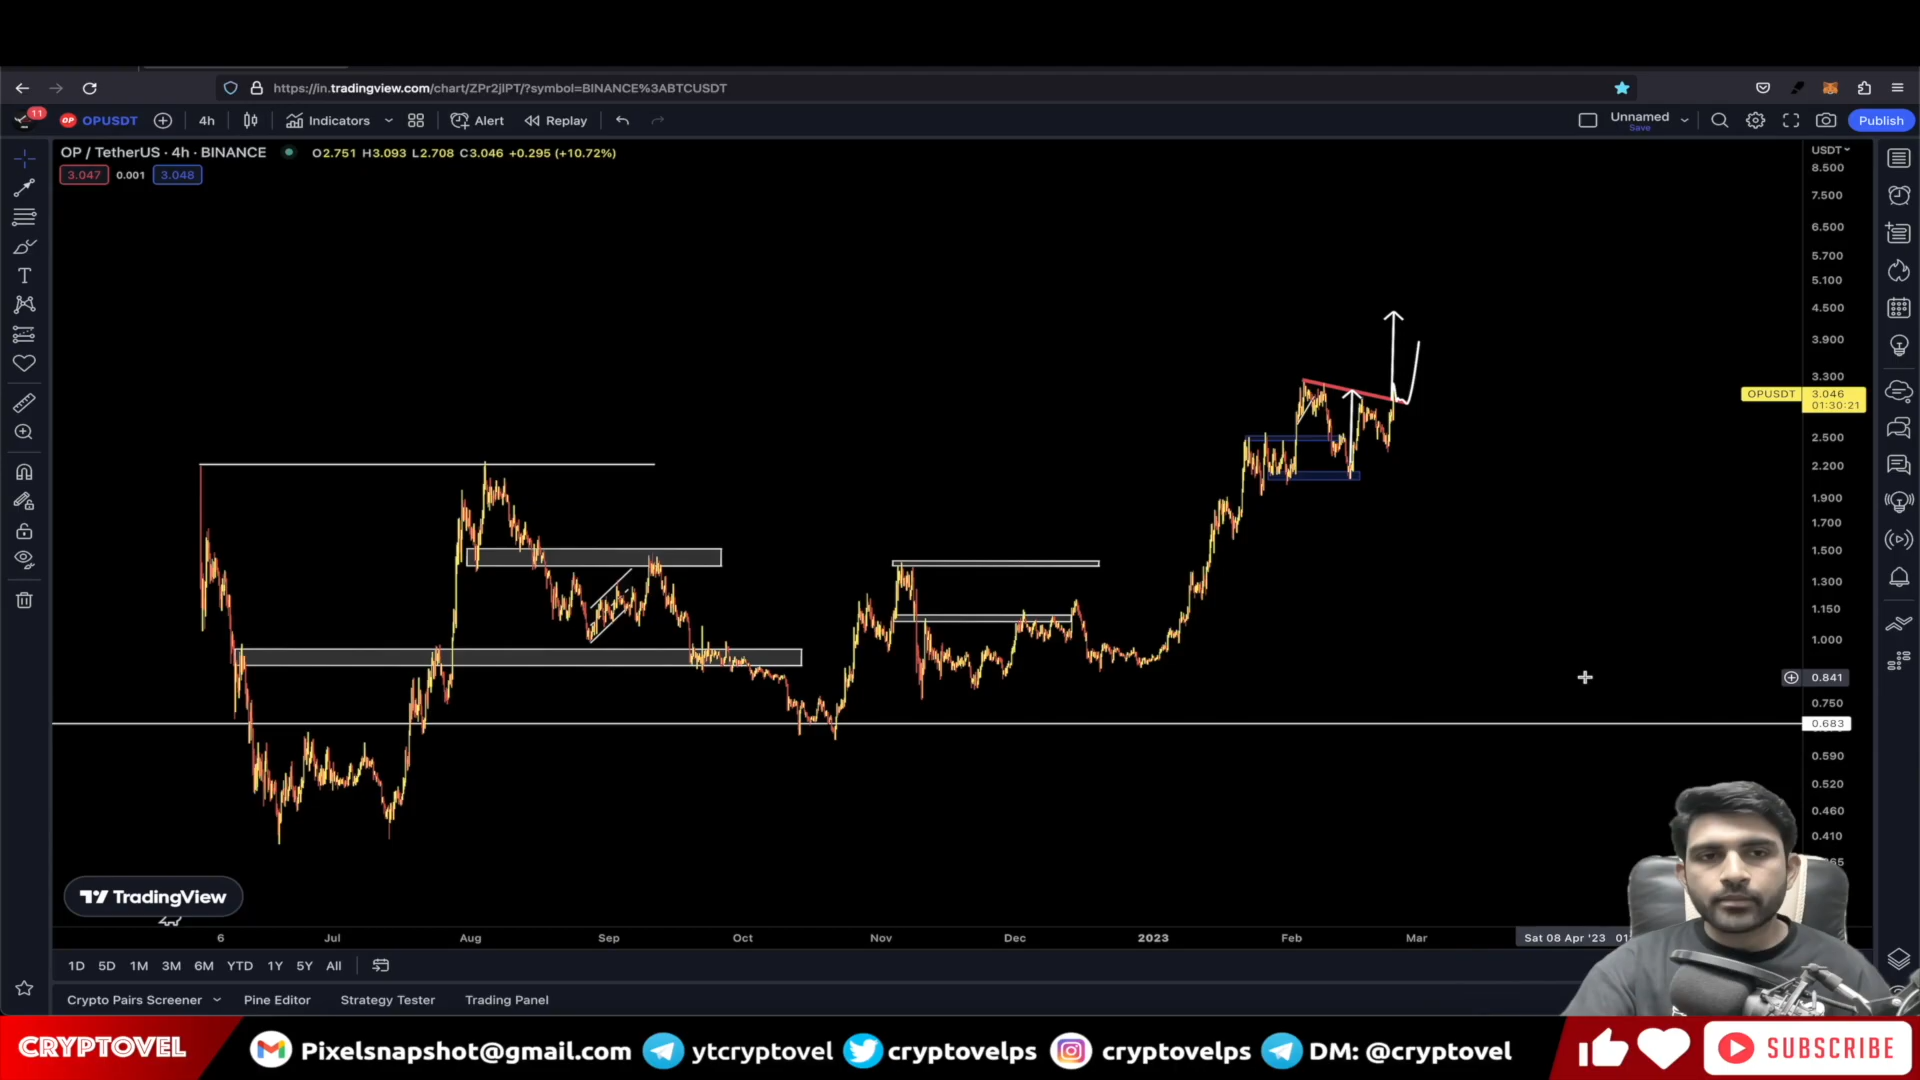 https://in.tradingview.com/chart/ZPr2jlPT/?symbol=BINANCE%3ABTCUSDT
11
OP OPUSDT 4h Indicators Alert Replay Unnamed Save Publish
OP / TetherUS · 4h · BINANCE O2.751 H3.093 L2.708 C3.046 +0.295 (+10.72%)
3.047 0.001 3.048
USDT
8.500
7.500
6.500
5.700
5.100
4.500
3.900
3.300
OPUSDT 3.046
01:30:21
2.500
2.200
1.900
1.700
1.500
1.300
1.150
1.000
0.841
0.750
0.683
0.590
0.520
0.460
0.410
TradingView
6 Jul Aug Sep Oct Nov Dec 2023 Feb Mar Sat 08 Apr '23
1D 5D 1M 3M 6M YTD 1Y 5Y All
Crypto Pairs Screener Pine Editor Strategy Tester Trading Panel
CRYPTOVEL Pixelsnapshot@gmail.com ytcryptovel cryptovelps cryptovelps DM: @cryptovel SUBSCRIBE